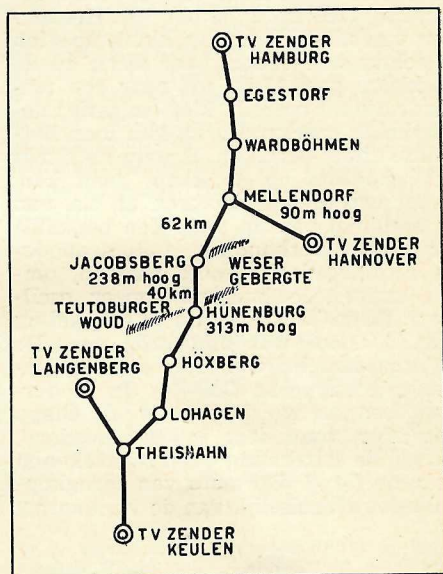 TV ZENDER
HAMBURG
EGESTORF
WARDBÖHMEN
MELLENDORF
90m hoog
62km
TV ZENDER
HANNOVER
JACOBSBERG
238m hoog
WESER
GEBERGTE
40km
TEUTOBURGER
WOUD
HÜNENBURG
313m hoog
TV ZENDER
LANGENBERG
HÖXBERG
LOHAGEN
THEISHAHN
TV ZENDER
KEULEN